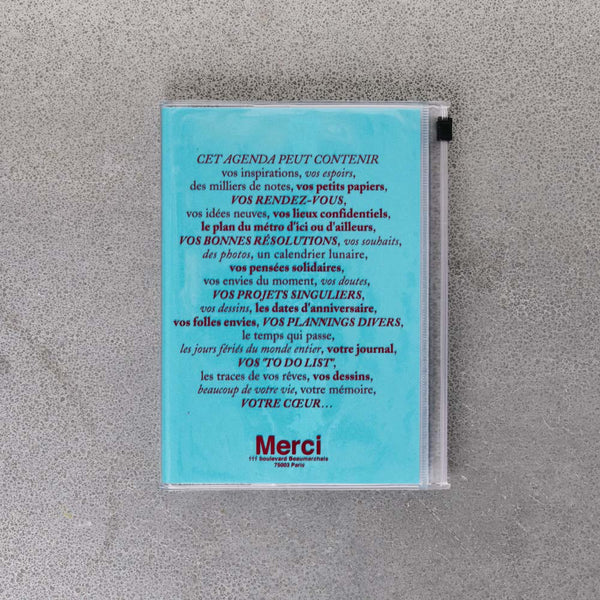 CET AGENDA PEUT CONTENIR
vos inspirations, vos espoirs,
des milliers de notes, vos petits papiers,
VOS RENDEZ-VOUS,
vos idées neuves, vos lieux confidentiels,
le plan du métro d'ici ou d'ailleurs,
VOS BONNES RÉSOLUTIONS, vos souhaits,
des photos, un calendrier lunaire,
vos pensées solidaires,
vos envies du moment, vos doutes,
VOS PROJETS SINGULIERS,
vos dessins, les dates d'anniversaire,
vos folles envies, VOS PLANNINGS DIVERS,
le temps qui passe,
les jours fériés du monde entier, votre journal,
VOS "TO DO LIST",
les traces de vos rêves, vos dessins,
beaucoup de votre vie, votre mémoire,
VOTRE CŒUR...
Merci
111 boulevard Beaumarchais
75003 Paris